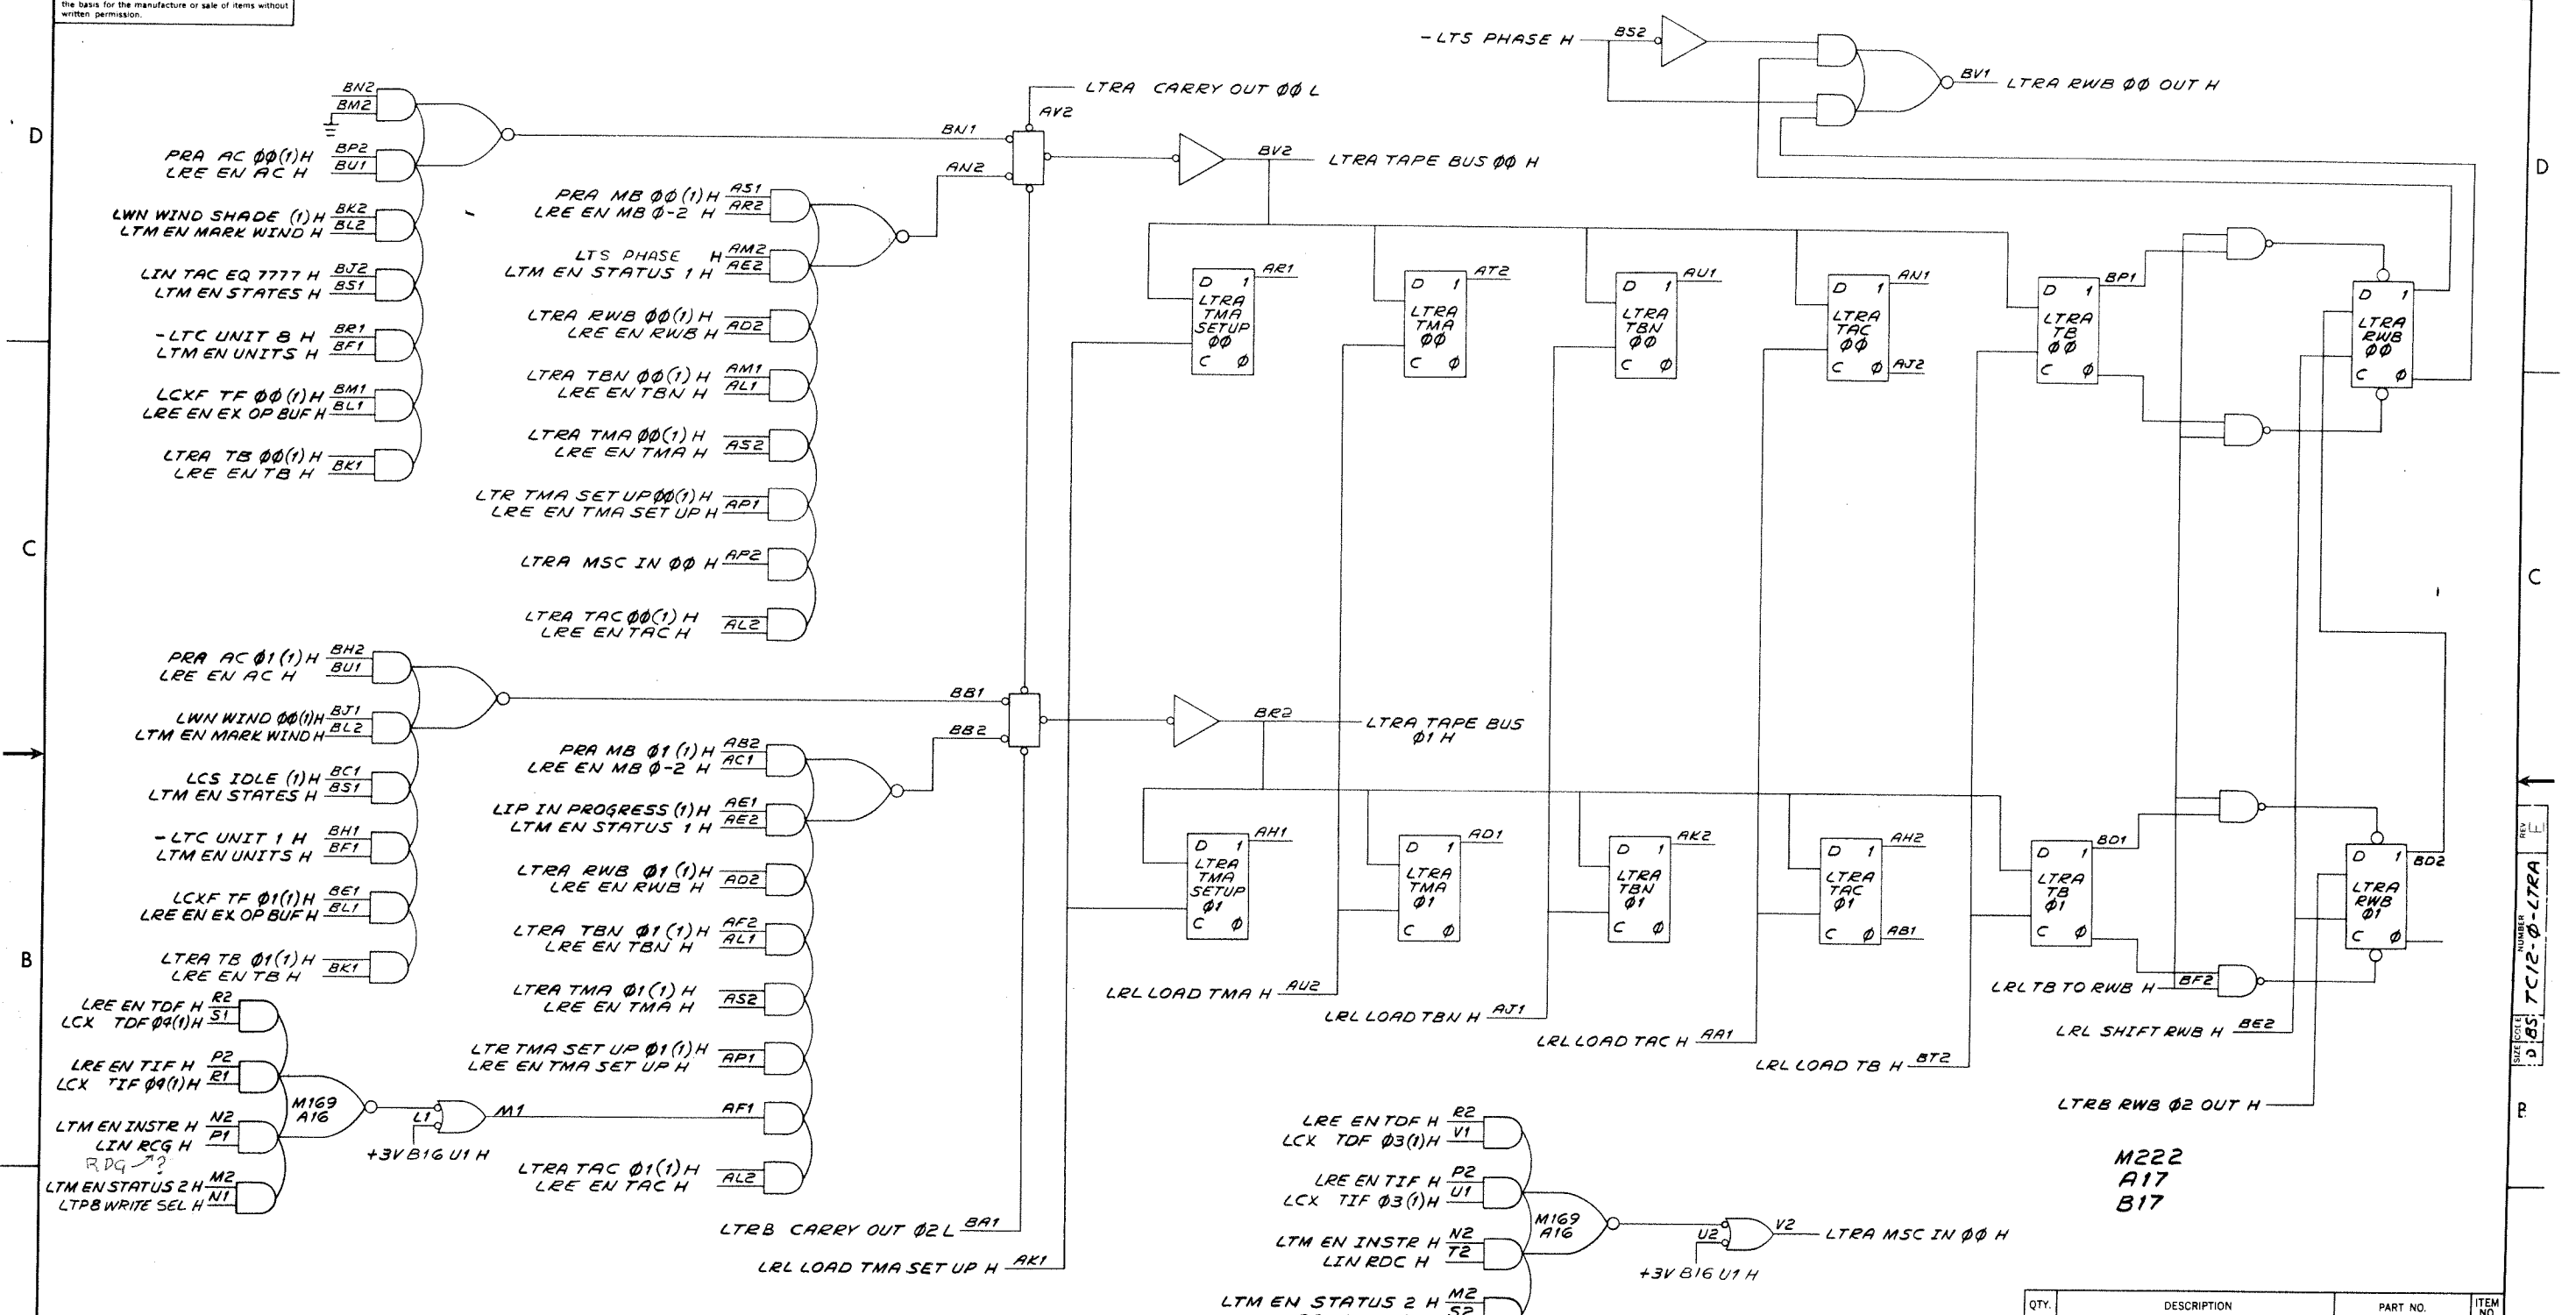 the basis for the manufacture or sale of items without
written permission.
-LTS PHASE H BS2
BV1 LTRA RWB ØØ OUT H
LTRA CARRY OUT ØØ L
AV2
D
D
BN2
BM2
BN1
AN2
BV2 LTRA TAPE BUS ØØ H
PRA AC ØØ(1)H BP2
LRE EN AC H BU1
LWN WIND SHADE (1)H BK2
LTM EN MARK WIND H BL2
LIN TAC EQ 7777 H BJ2
LTM EN STATES H BS1
-LTC UNIT 8 H BR1
LTM EN UNITS H BF1
LCXF TF ØØ(1)H BM1
LRE EN EX OP BUF H BL1
LTRA TB ØØ(1)H
LRE EN TB H BK1
PRA MB ØØ(1)H AS1
LRE EN MB Ø-2 H AR2
LTS PHASE H AM2
LTM EN STATUS 1 H AE2
LTRA RWB ØØ(1)H
LRE EN RWB H AD2
LTRA TBN ØØ(1)H AM1
LRE EN TBN H AL1
LTRA TMA ØØ(1)H
LRE EN TMA H AS2
LTR TMA SET UP ØØ(1)H
LRE EN TMA SET UP H AP1
LTRA MSC IN ØØ H AP2
LTRA TAC ØØ(1)H
LRE EN TAC H AL2
D 1 AR1
LTRA
TMA
SETUP
ØØ
C Ø
D 1 AT2
LTRA
TMA
ØØ
C Ø
D 1 AU1
LTRA
TBN
ØØ
C Ø
D 1 AN1
LTRA
TAC
ØØ
C Ø AJ2
D 1 BP1
LTRA
TB
ØØ
C Ø
D 1
LTRA
RWB
ØØ
C Ø
C
C
PRA AC Ø1(1)H BH2
LRE EN AC H BU1
LWN WIND ØØ(1)H BJ1
LTM EN MARK WIND H BL2
LCS IDLE (1)H BC1
LTM EN STATES H BS1
-LTC UNIT 1 H BH1
LTM EN UNITS H BF1
LCXF TF Ø1(1)H BE1
LRE EN EX OP BUF H BL1
LTRA TB Ø1(1)H
LRE EN TB H BK1
BB1
BB2
BR2 LTRA TAPE BUS
Ø1 H
PRA MB Ø1(1)H AB2
LRE EN MB Ø-2 H AC1
LIP IN PROGRESS (1)H AE1
LTM EN STATUS 1 H AE2
LTRA RWB Ø1(1)H
LRE EN RWB H AD2
LTRA TBN Ø1(1)H AF2
LRE EN TBN H AL1
LTRA TMA Ø1(1)H
LRE EN TMA H AS2
LTR TMA SET UP Ø1(1)H
LRE EN TMA SET UP H AP1
AF1
LTRA TAC Ø1(1)H
LRE EN TAC H AL2
D 1 AH1
LTRA
TMA
SETUP
Ø1
C Ø
D 1 AD1
LTRA
TMA
Ø1
C Ø
D 1 AK2
LTRA
TBN
Ø1
C Ø
D 1 AH2
LTRA
TAC
Ø1
C Ø AB1
D 1 BD1
LTRA
TB
Ø1
C Ø
D 1 BD2
LTRA
RWB
Ø1
C Ø
B
B
LRE EN TDF H R2
LCX TDF Ø4(1)H S1
LRE EN TIF H P2
LCX TIF Ø4(1)H R1
LTM EN INSTR H N2
LIN RCG H P1
RDG ?
LTM EN STATUS 2 H M2
LTPB WRITE SEL H N1
M169
A16
L1
M1
+3V B16 U1 H
LTRB CARRY OUT Ø2 L BA1
LRL LOAD TMA SET UP H AK1
LRL LOAD TMA H AU2
LRL LOAD TBN H AJ1
LRL LOAD TAC H AA1
LRL LOAD TB H BT2
LRL TB TO RWB H BF2
LRL SHIFT RWB H BE2
LTRB RWB Ø2 OUT H
LRE EN TDF H R2
LCX TDF Ø3(1)H V1
LRE EN TIF H P2
LCX TIF Ø3(1)H U1
LTM EN INSTR H N2
LIN RDC H T2
LTM EN STATUS 2 H M2
S2
M169
A16
U2
V2 LTRA MSC IN ØØ H
+3V B16 U1 H
M222
A17
B17
SIZE CODE NUMBER REV
D BS TC12-Ø-LTRA E
QTY. DESCRIPTION PART NO. ITEM
NO.